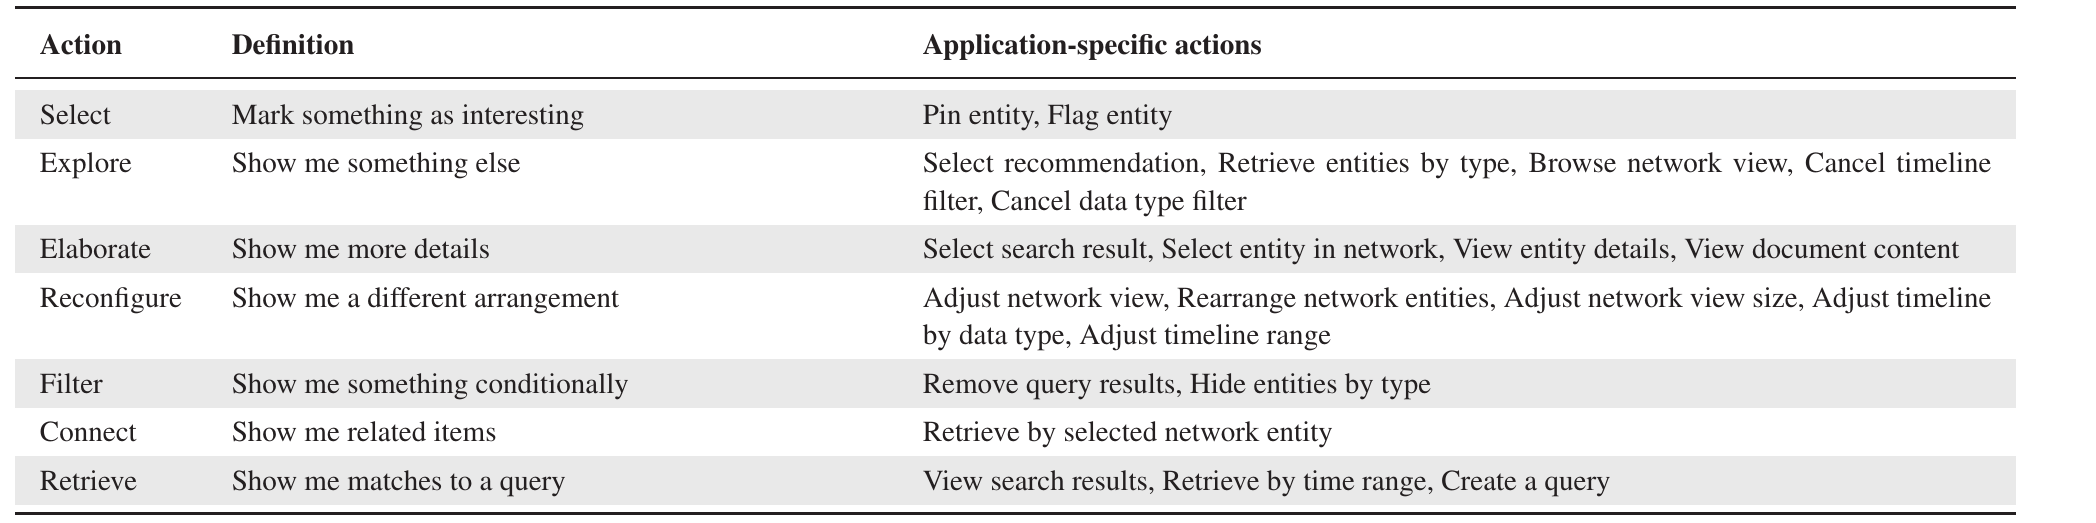 Action Definition Application-specific actions
Select Mark something as interesting Pin entity, Flag entity
Explore Show me something else Select recommendation, Retrieve entities by type, Browse network view, Cancel timeline
filter, Cancel data type filter
Elaborate Show me more details Select search result, Select entity in network, View entity details, View document content
Reconfigure Show me a different arrangement Adjust network view, Rearrange network entities, Adjust network view size, Adjust timeline
by data type, Adjust timeline range
Filter Show me something conditionally Remove query results, Hide entities by type
Connect Show me related items Retrieve by selected network entity
Retrieve Show me matches to a query View search results, Retrieve by time range, Create a query